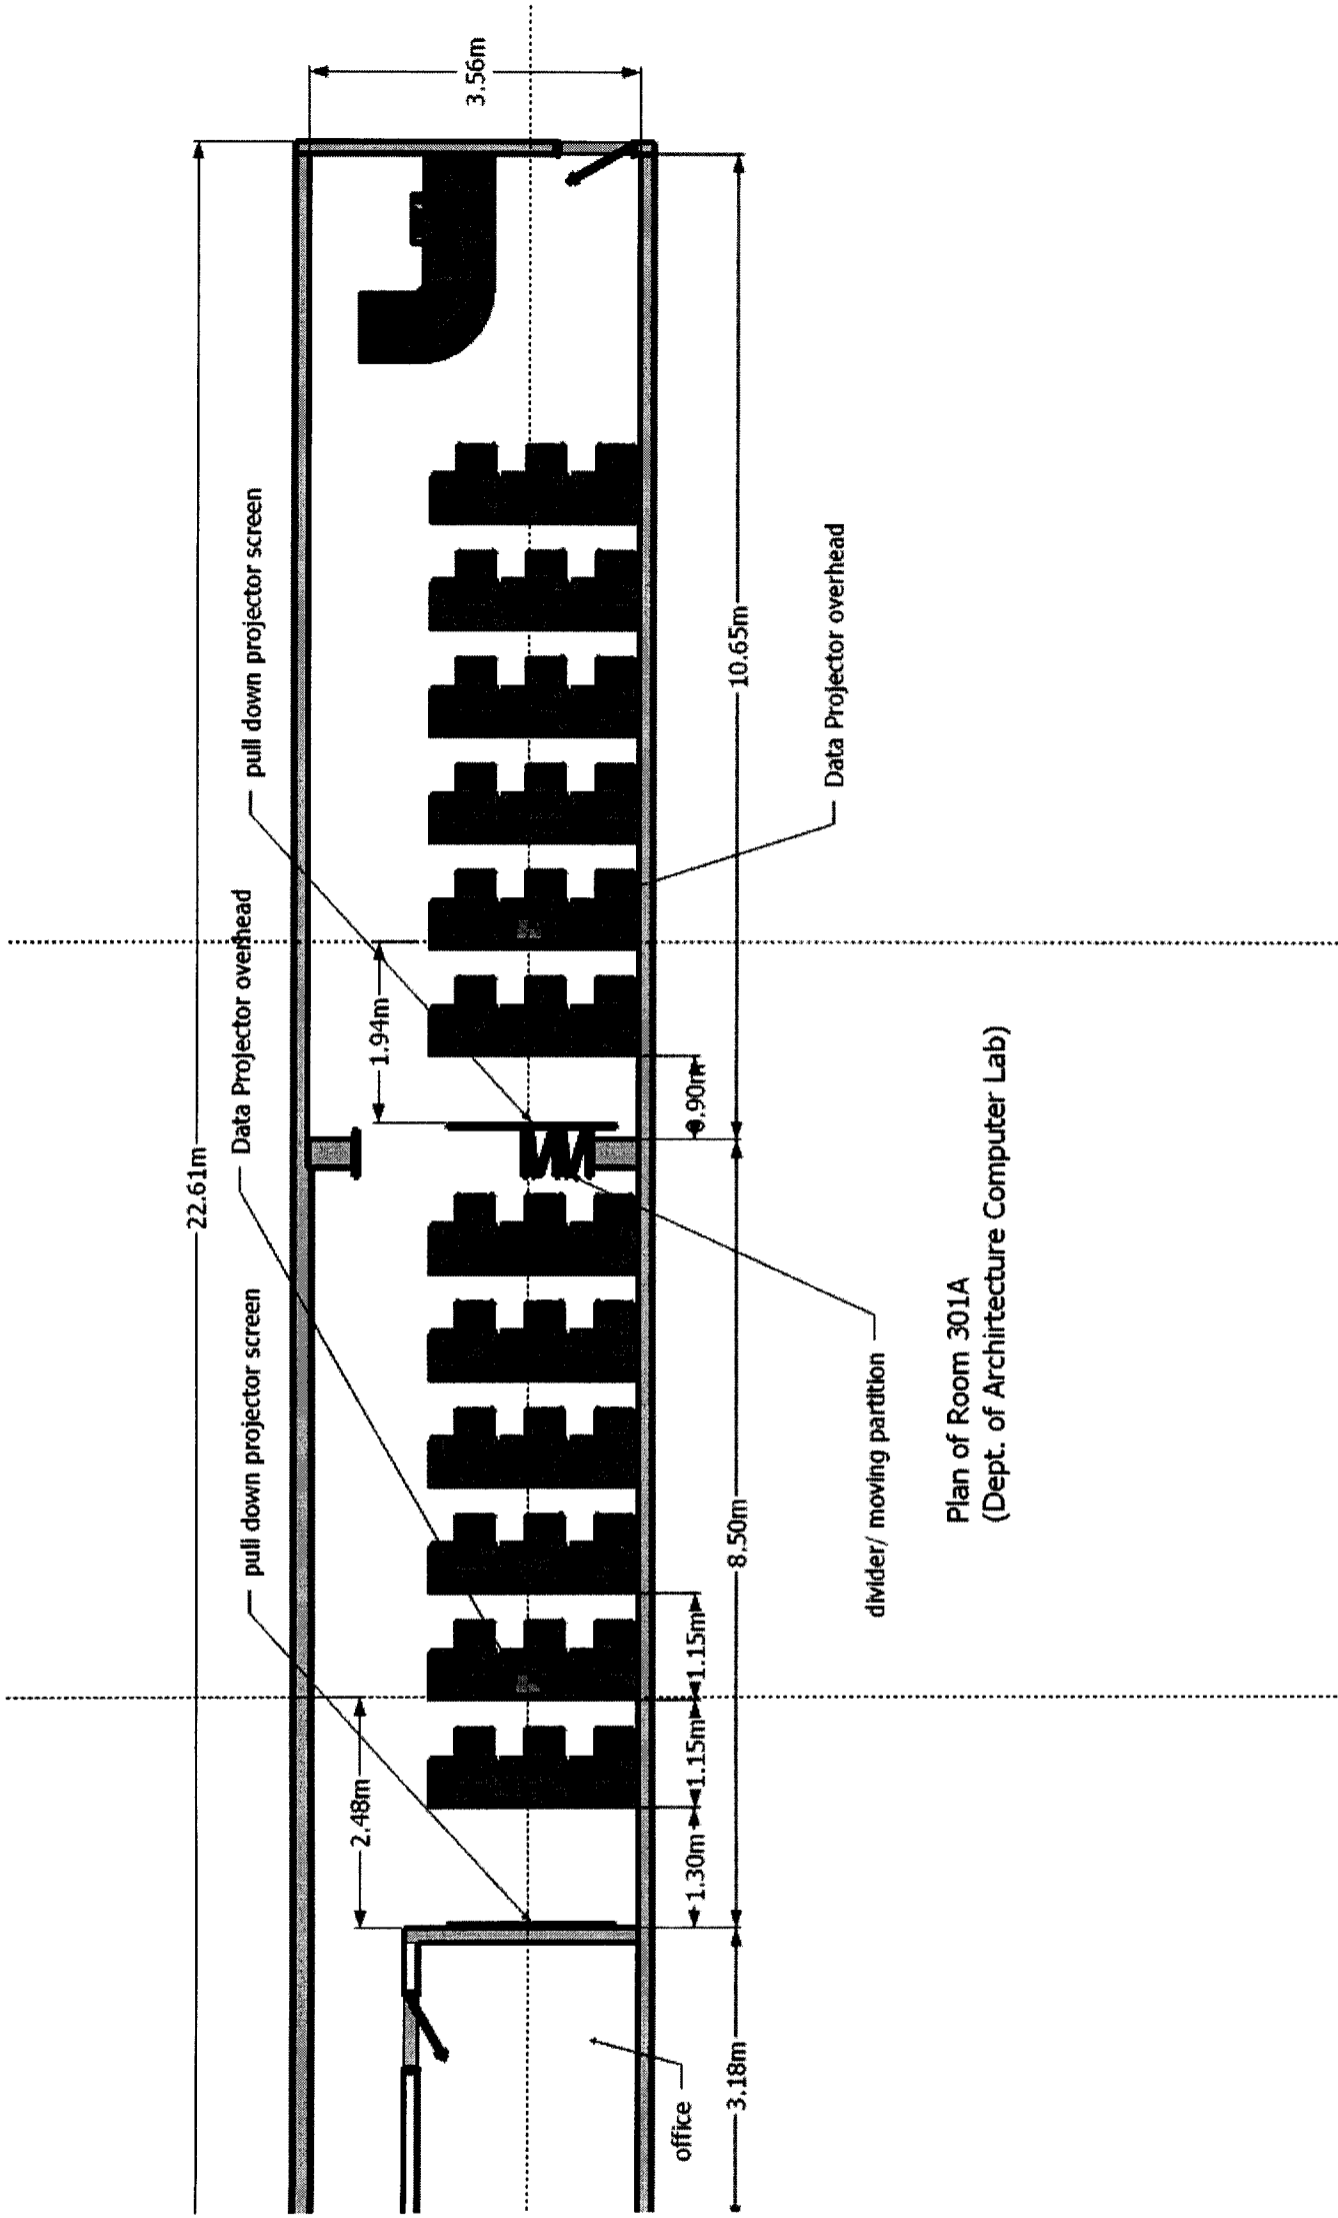 22.61m
3.56m
pull down projector screen
Data Projector overhead
pull down projector screen
2.48m
1.94m
1.30m
1.15m
1.15m
0.90m
3.18m
8.50m
10.65m
office
divider/ moving partition
Data Projector overhead
Plan of Room 301A
(Dept. of Archirtecture Computer Lab)